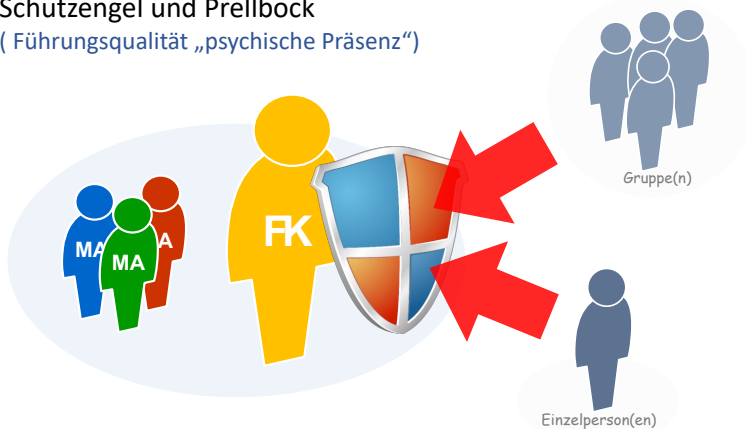 Schutzengel und Prellbock
( Führungsqualität „psychische Präsenz“)
Gruppe(n)
FK
MA
A
MA
Einzelperson(en)